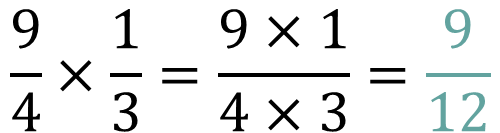 9/4 × 1/3 = 9 × 1/4 × 3 = 9/12